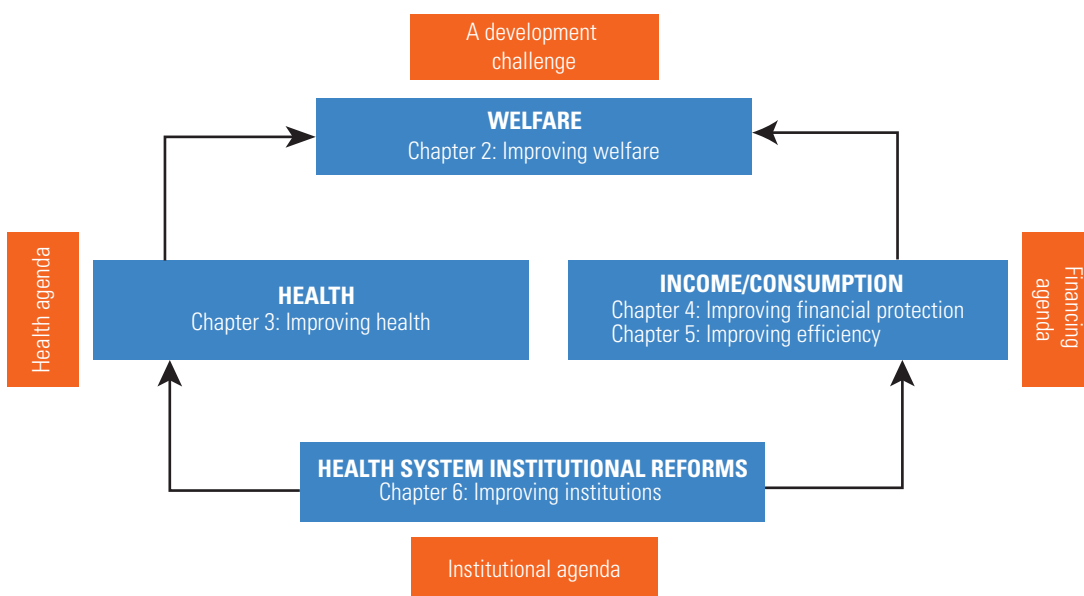 A development
challenge
WELFARE
Chapter 2: Improving welfare
Health agenda
HEALTH
Chapter 3: Improving health
INCOME/CONSUMPTION
Chapter 4: Improving financial protection
Chapter 5: Improving efficiency
Financing
agenda
HEALTH SYSTEM INSTITUTIONAL REFORMS
Chapter 6: Improving institutions
Institutional agenda